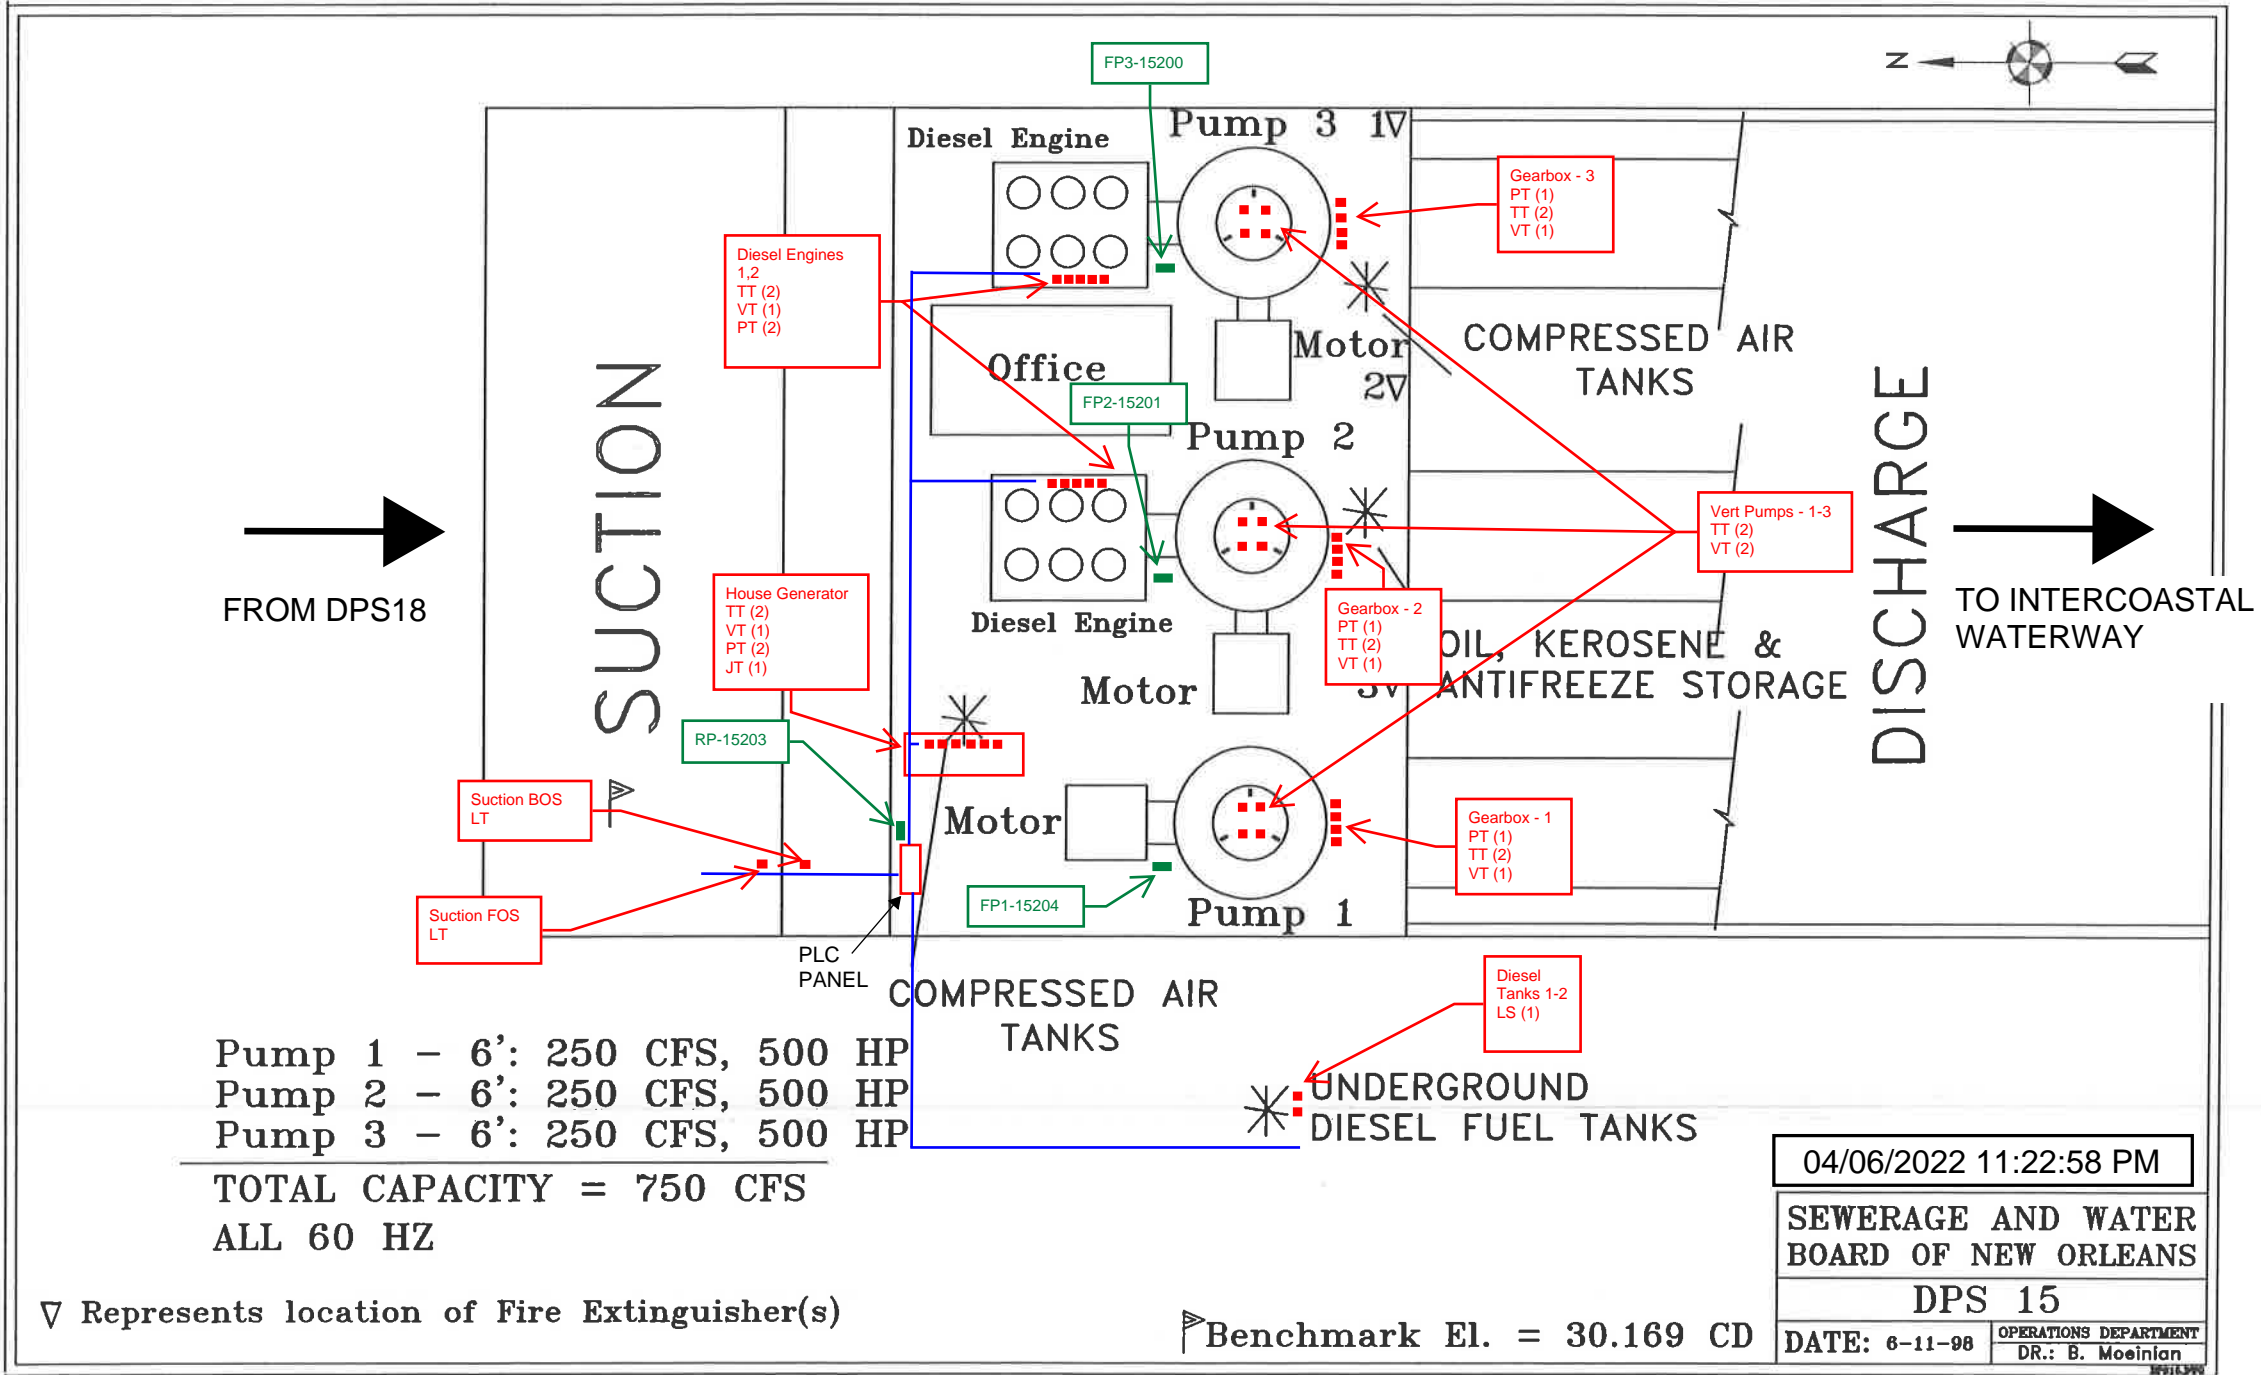 N
FP3-15200
Pump 3 1∇
Diesel Engine
Gearbox - 3
PT (1)
TT (2)
VT (1)
Diesel Engines
1,2
TT (2)
VT (1)
PT (2)
Office
Motor
2∇
COMPRESSED AIR
TANKS
FP2-15201
Pump 2
SUCTION
DISCHARGE
Vert Pumps - 1-3
TT (2)
VT (2)
FROM DPS18
TO INTERCOASTAL
WATERWAY
House Generator
TT (2)
VT (1)
PT (2)
JT (1)
Diesel Engine
Gearbox - 2
PT (1)
TT (2)
VT (1)
OIL, KEROSENE &
3∇ ANTIFREEZE STORAGE
Motor
RP-15203
Suction BOS
LT
Motor
Gearbox - 1
PT (1)
TT (2)
VT (1)
Suction FOS
LT
FP1-15204
Pump 1
PLC
PANEL
COMPRESSED AIR
TANKS
Diesel
Tanks 1-2
LS (1)
UNDERGROUND
DIESEL FUEL TANKS
Pump 1 - 6': 250 CFS, 500 HP
Pump 2 - 6': 250 CFS, 500 HP
Pump 3 - 6': 250 CFS, 500 HP
TOTAL CAPACITY = 750 CFS
ALL 60 HZ
∇ Represents location of Fire Extinguisher(s)
Benchmark El. = 30.169 CD
04/06/2022 11:22:58 PM
SEWERAGE AND WATER
BOARD OF NEW ORLEANS
DPS 15
DATE: 6-11-98
OPERATIONS DEPARTMENT
DR.: B. Moeinian